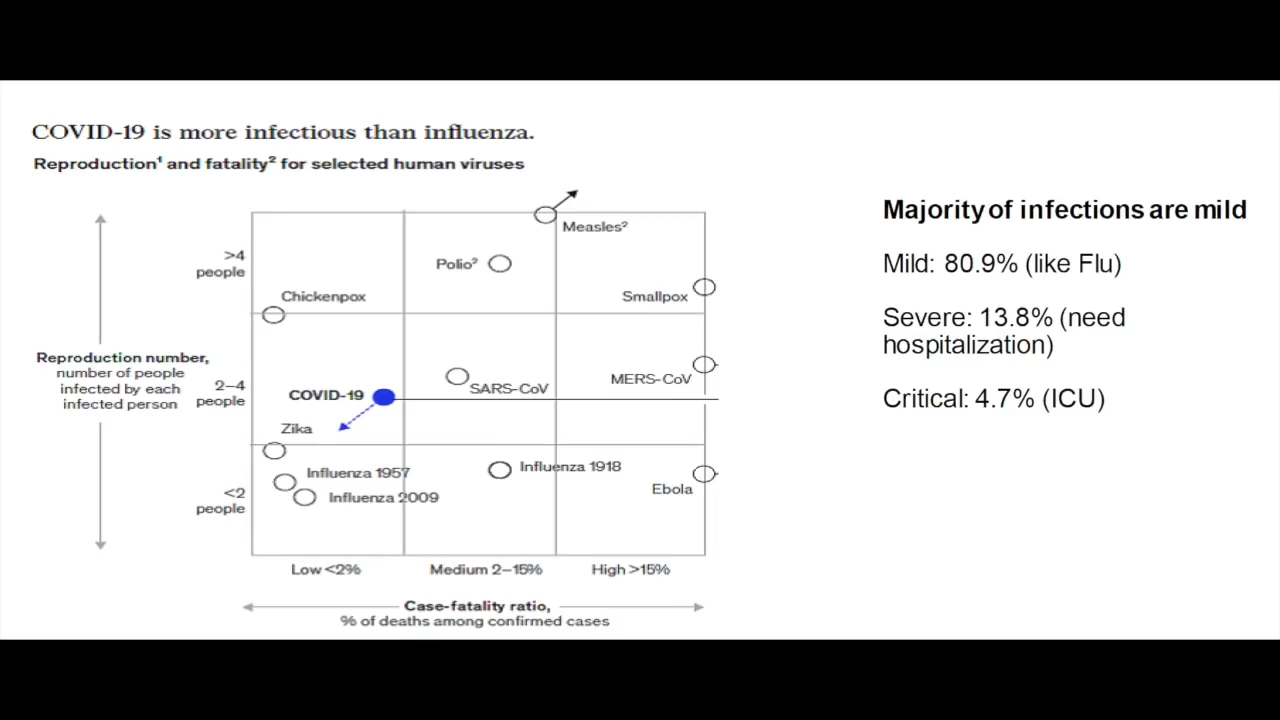 COVID-19 is more infectious than influenza.
Reproduction¹ and fatality² for selected human viruses
Reproduction number,
number of people
infected by each
infected person
>4
people
2–4
people
<2
people
Measles²
Polio²
Chickenpox
Smallpox
MERS-CoV
SARS-CoV
COVID-19
Zika
Influenza 1957
Influenza 1918
Influenza 2009
Ebola
Low <2%
Medium 2–15%
High >15%
Case-fatality ratio,
% of deaths among confirmed cases
Majority of infections are mild
Mild: 80.9% (like Flu)
Severe: 13.8% (need
hospitalization)
Critical: 4.7% (ICU)